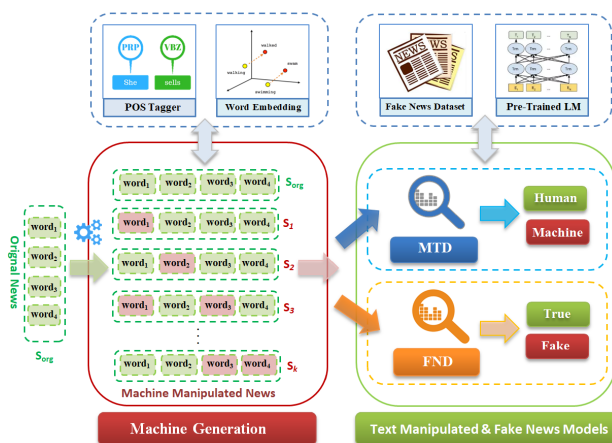 PRP
VBZ
She
sells
POS Tagger
walked
swam
walking
swimming
Word Embedding
NEWS
Fake News Dataset
Pre-Trained LM
Orignal News
word1
word2
word3
word4
Sorg
word1 word2 word3 word4 Sorg
word1 word2 word3 word4 S1
word1 word2 word3 word4 S2
word1 word2 word3 word4 S3
word1 word2 word3 word4 Sk
Machine Manipulated News
Machine Generation
MTD
Human
Machine
FND
True
Fake
Text Manipulated & Fake News Models